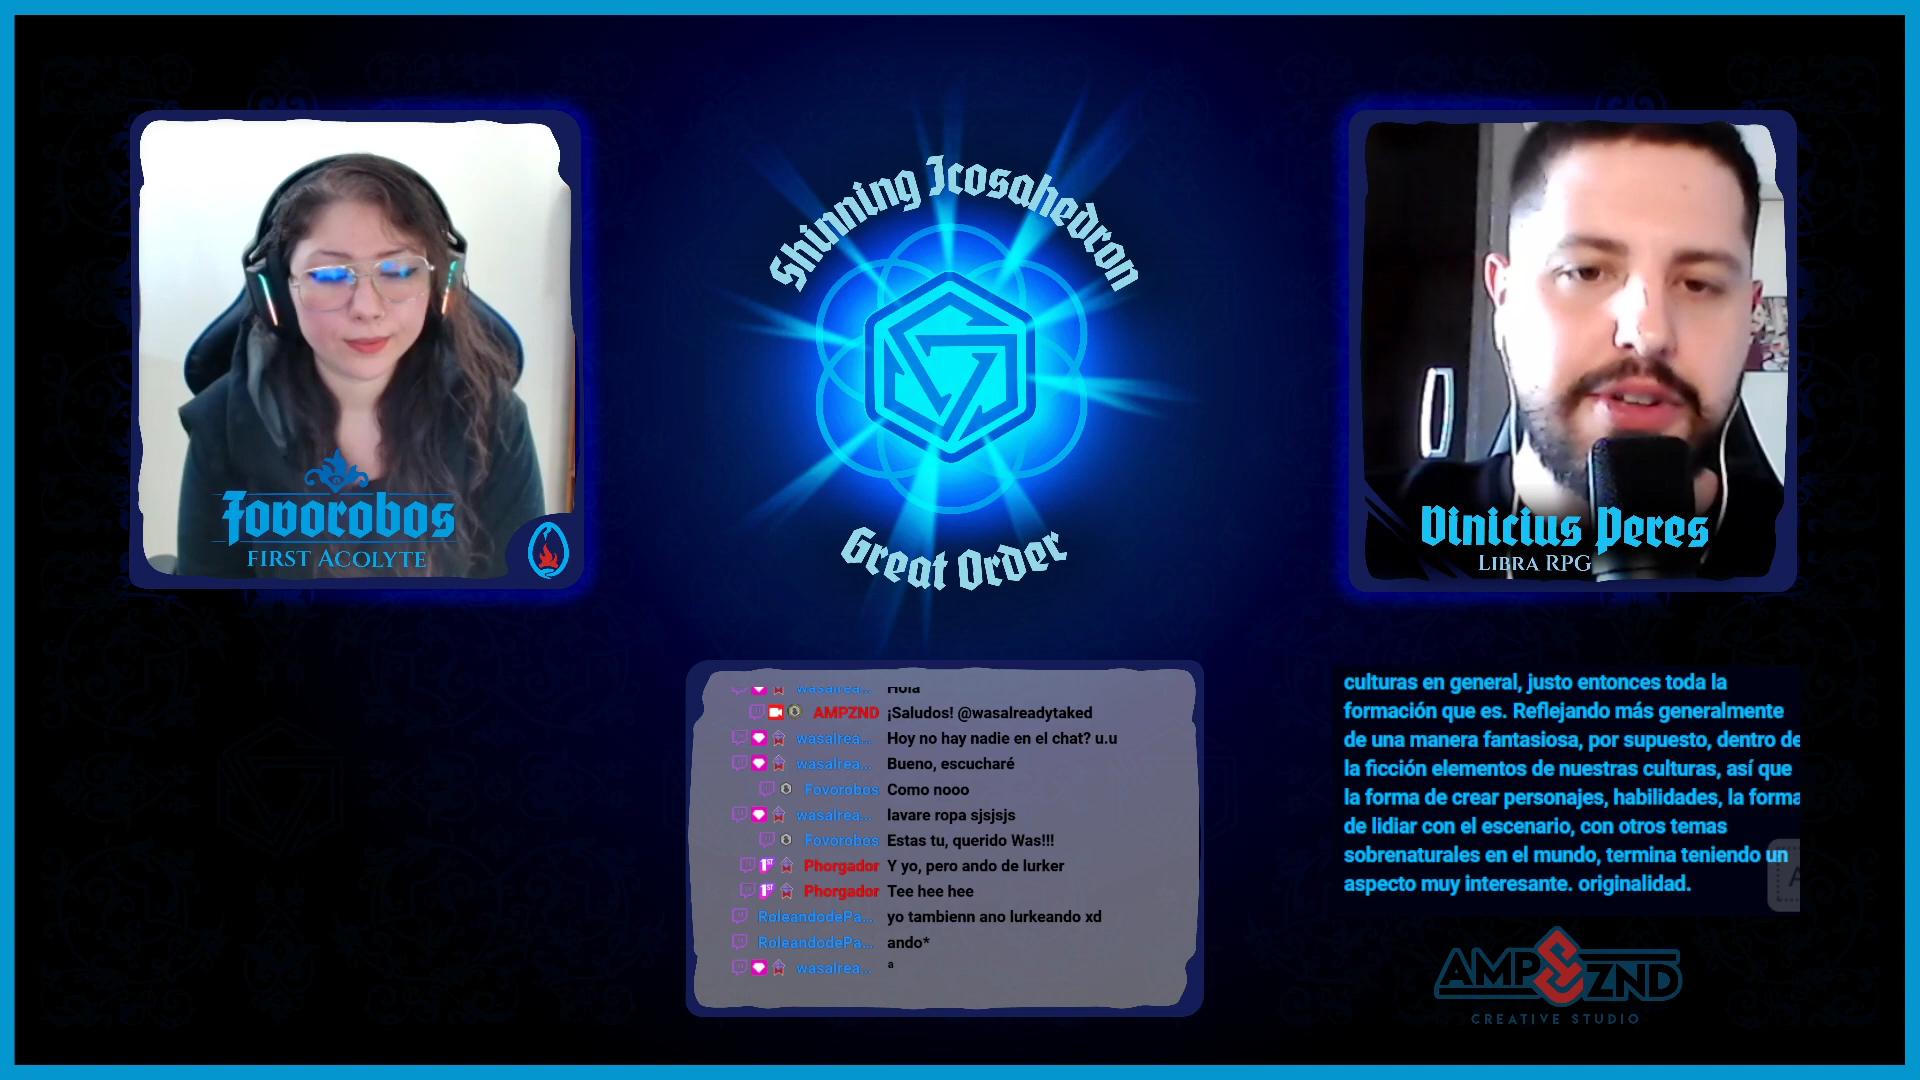 Shinning Icosahedron
Great Order
Fovorobos
FIRST ACOLYTE
Vinicius Peres
LIBRA RPG
wasalrea... Hola
AMPZND ¡Saludos! @wasalreadytaked
wasalrea... Hoy no hay nadie en el chat? u.u
wasalrea... Bueno, escucharé
Fovorobos Como nooo
wasalrea... lavare ropa sjsjsjs
Fovorobos Estas tu, querido Was!!!
1ST Phorgador Y yo, pero ando de lurker
1ST Phorgador Tee hee hee
RoleandodePa... yo tambienn ano lurkeando xd
RoleandodePa... ando*
wasalrea... a
culturas en general, justo entonces toda la
formación que es. Reflejando más generalmente
de una manera fantasiosa, por supuesto, dentro de
la ficción elementos de nuestras culturas, así que
la forma de crear personajes, habilidades, la forma
de lidiar con el escenario, con otros temas
sobrenaturales en el mundo, termina teniendo un
aspecto muy interesante. originalidad.
AMP&ZND
CREATIVE STUDIO